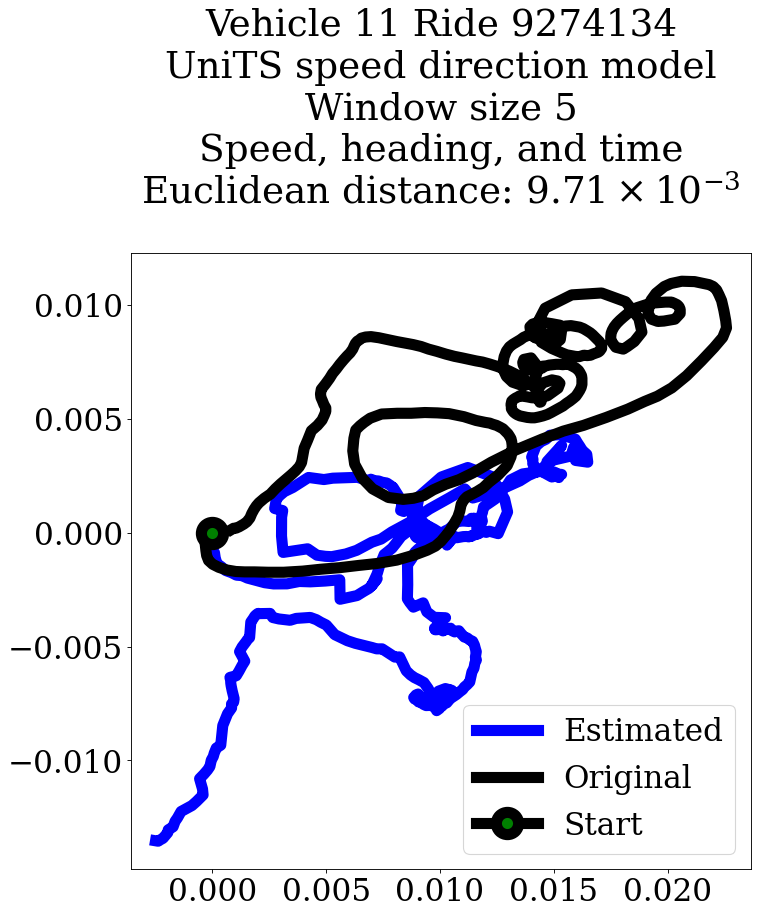 Vehicle 11 Ride 9274134
UniTS speed direction model
Window size 5
Speed, heading, and time
Euclidean distance: 9.71 × 10⁻³
0.010
0.005
0.000
−0.005
−0.010
Estimated
Original
Start
0.000 0.005 0.010 0.015 0.020